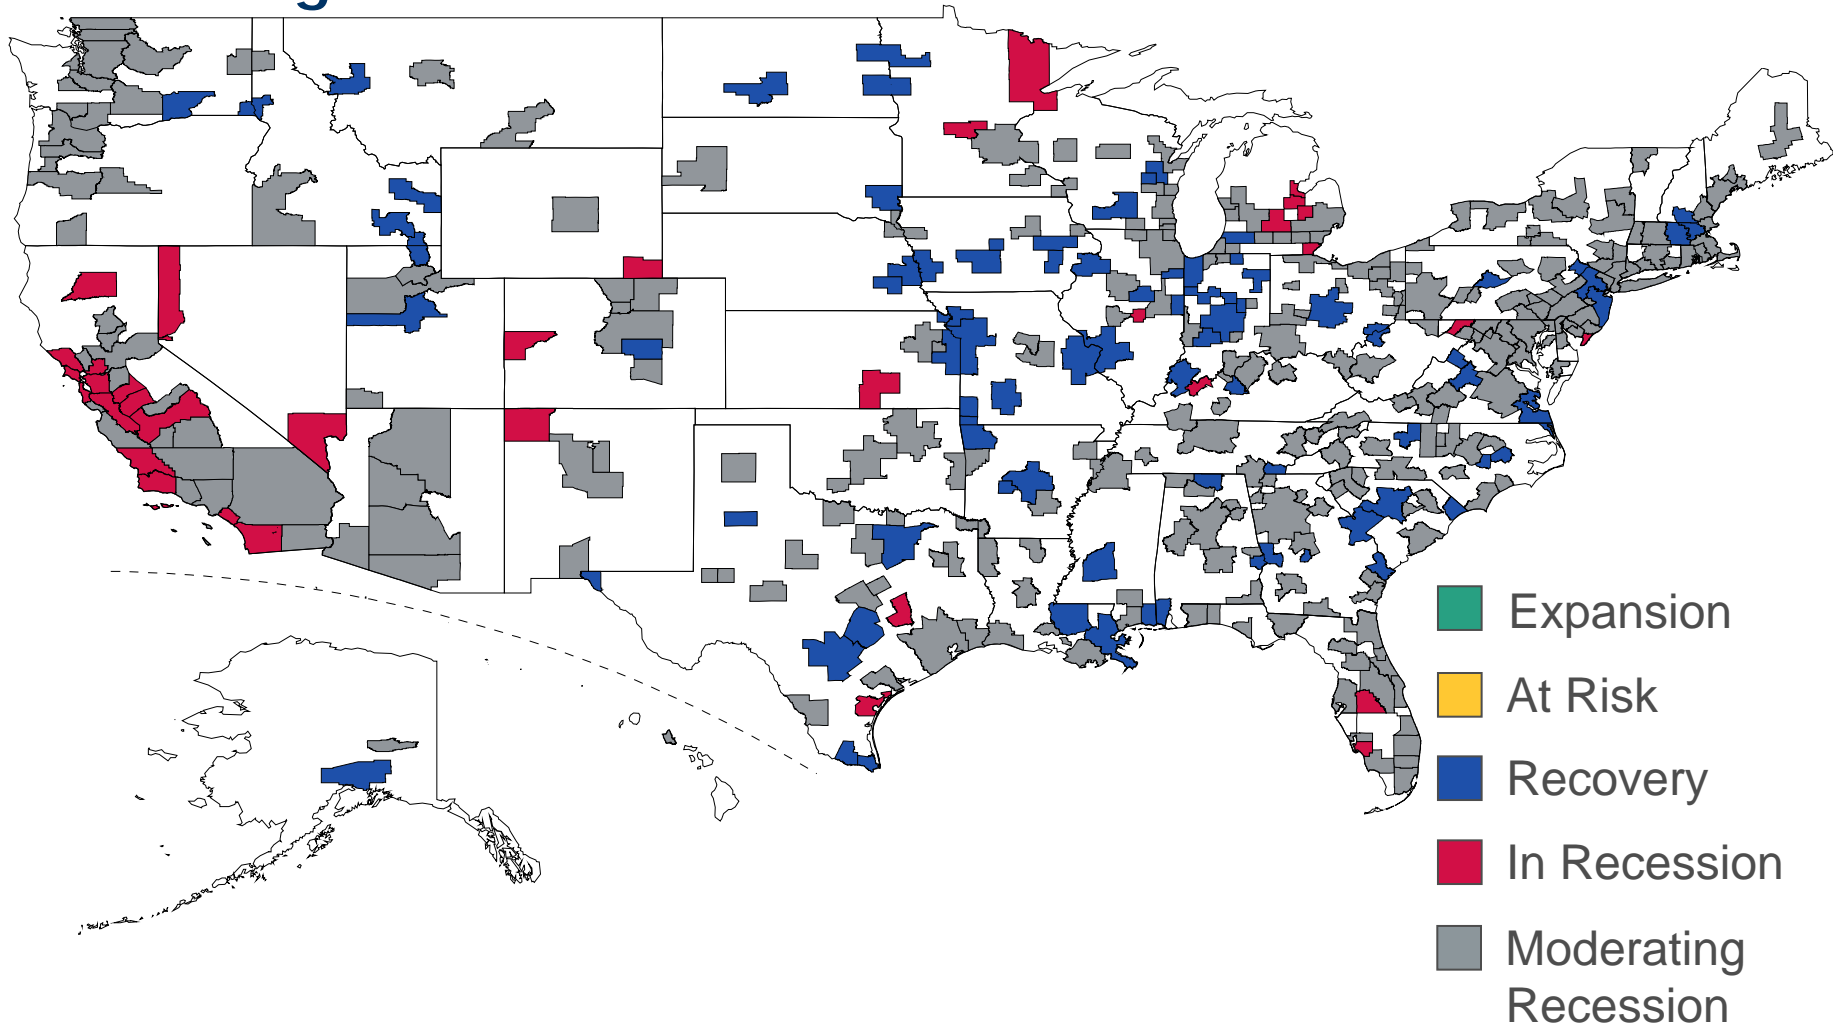 Expansion
At Risk
Recovery
In Recession
Moderating
Recession